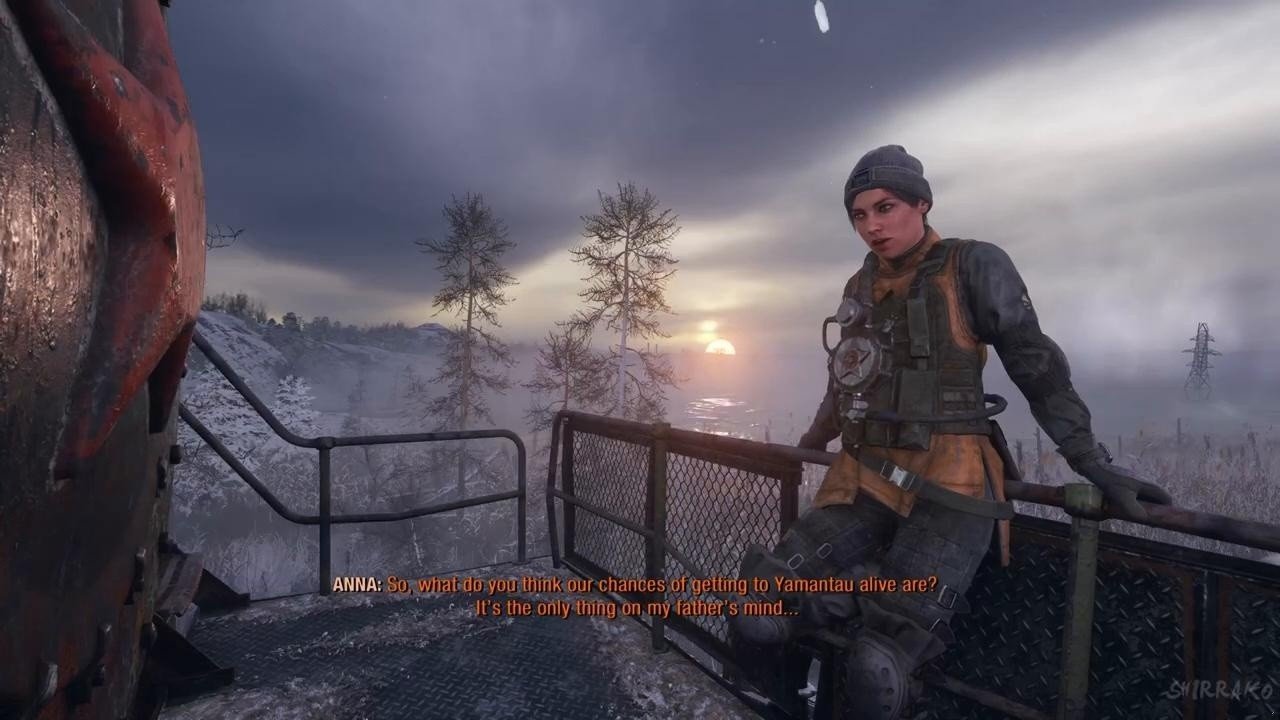 ANNA: So, what do you think our chances of getting to Yamantau alive are?
It's the only thing on my father's mind...
SHIRRAKO